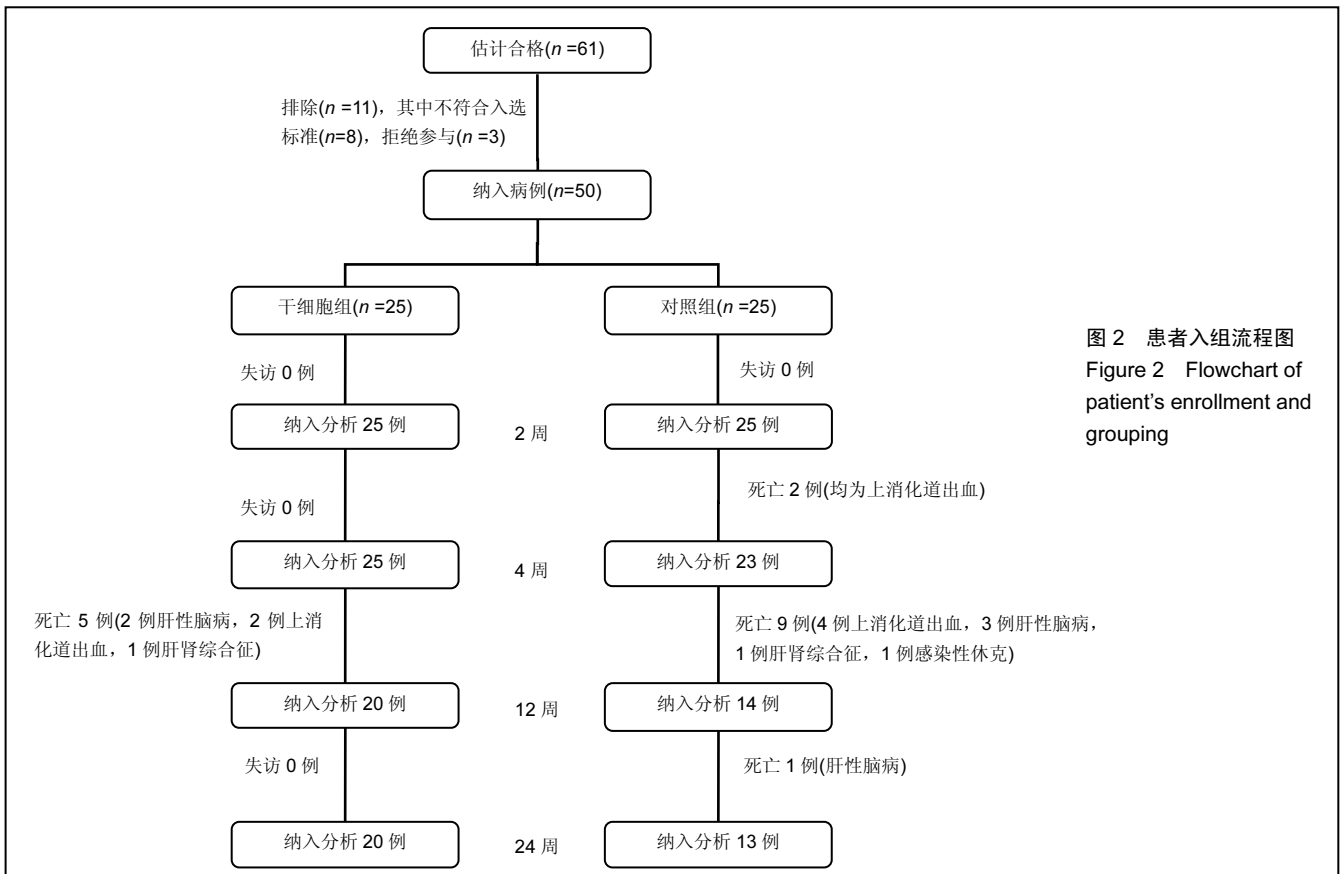 估计合格(n =61)
排除(n =11)，其中不符合入选
标准(n=8)，拒绝参与(n =3)
纳入病例(n=50)
干细胞组(n =25)
对照组(n =25)
失访 0 例
失访 0 例
纳入分析 25 例
2 周
纳入分析 25 例
失访 0 例
死亡 2 例(均为上消化道出血)
纳入分析 25 例
4 周
纳入分析 23 例
死亡 5 例(2 例肝性脑病，2 例上消
化道出血，1 例肝肾综合征)
死亡 9 例(4 例上消化道出血，3 例肝性脑病，
1 例肝肾综合征，1 例感染性休克)
纳入分析 20 例
12 周
纳入分析 14 例
失访 0 例
死亡 1 例(肝性脑病)
纳入分析 20 例
24 周
纳入分析 13 例
图 2　患者入组流程图
Figure 2　Flowchart of
patient's enrollment and
grouping